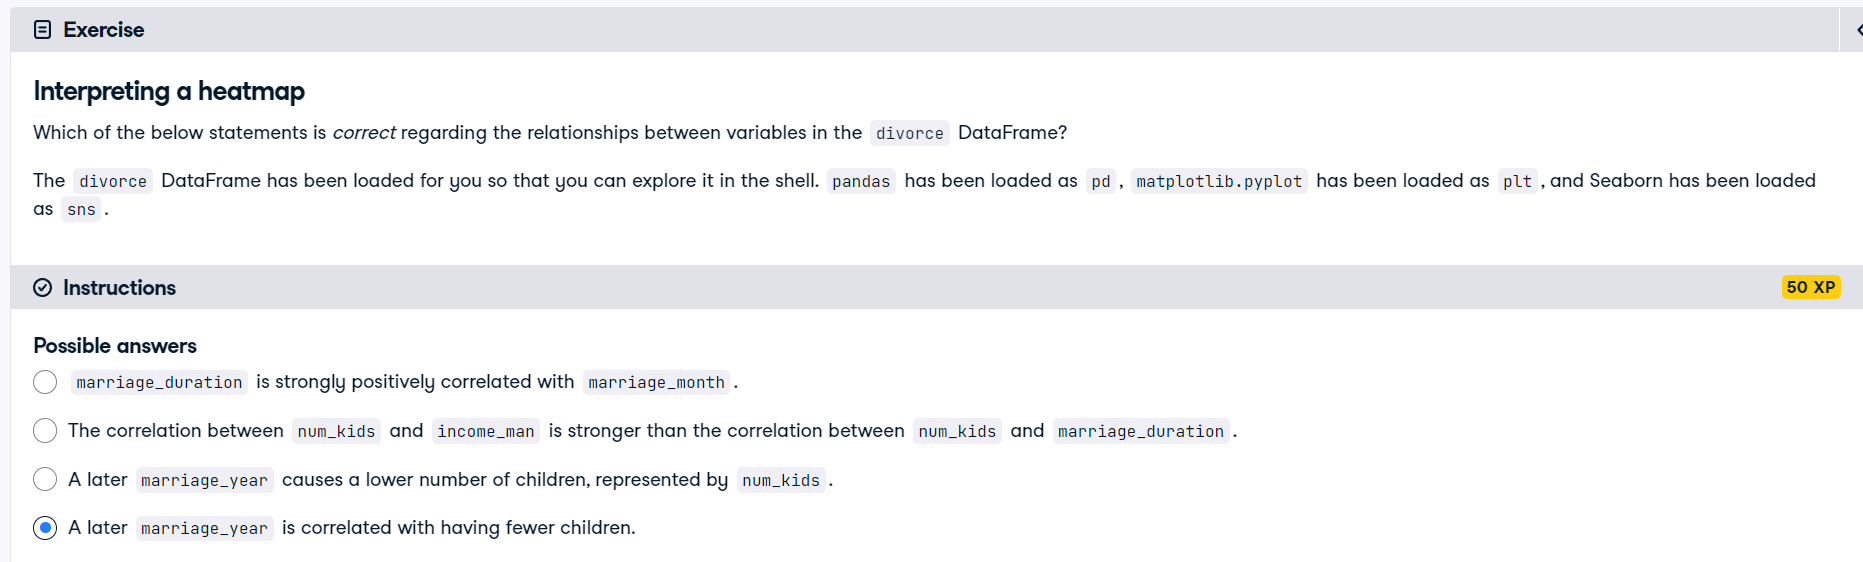 Exercise
Interpreting a heatmap
Which of the below statements is correct regarding the relationships between variables in the divorce DataFrame?
The divorce DataFrame has been loaded for you so that you can explore it in the shell. pandas has been loaded as pd, matplotlib.pyplot has been loaded as plt, and Seaborn has been loaded
as sns.
Instructions
50 XP
Possible answers
marriage_duration is strongly positively correlated with marriage_month.
The correlation between num_kids and income_man is stronger than the correlation between num_kids and marriage_duration.
A later marriage_year causes a lower number of children, represented by num_kids.
A later marriage_year is correlated with having fewer children.